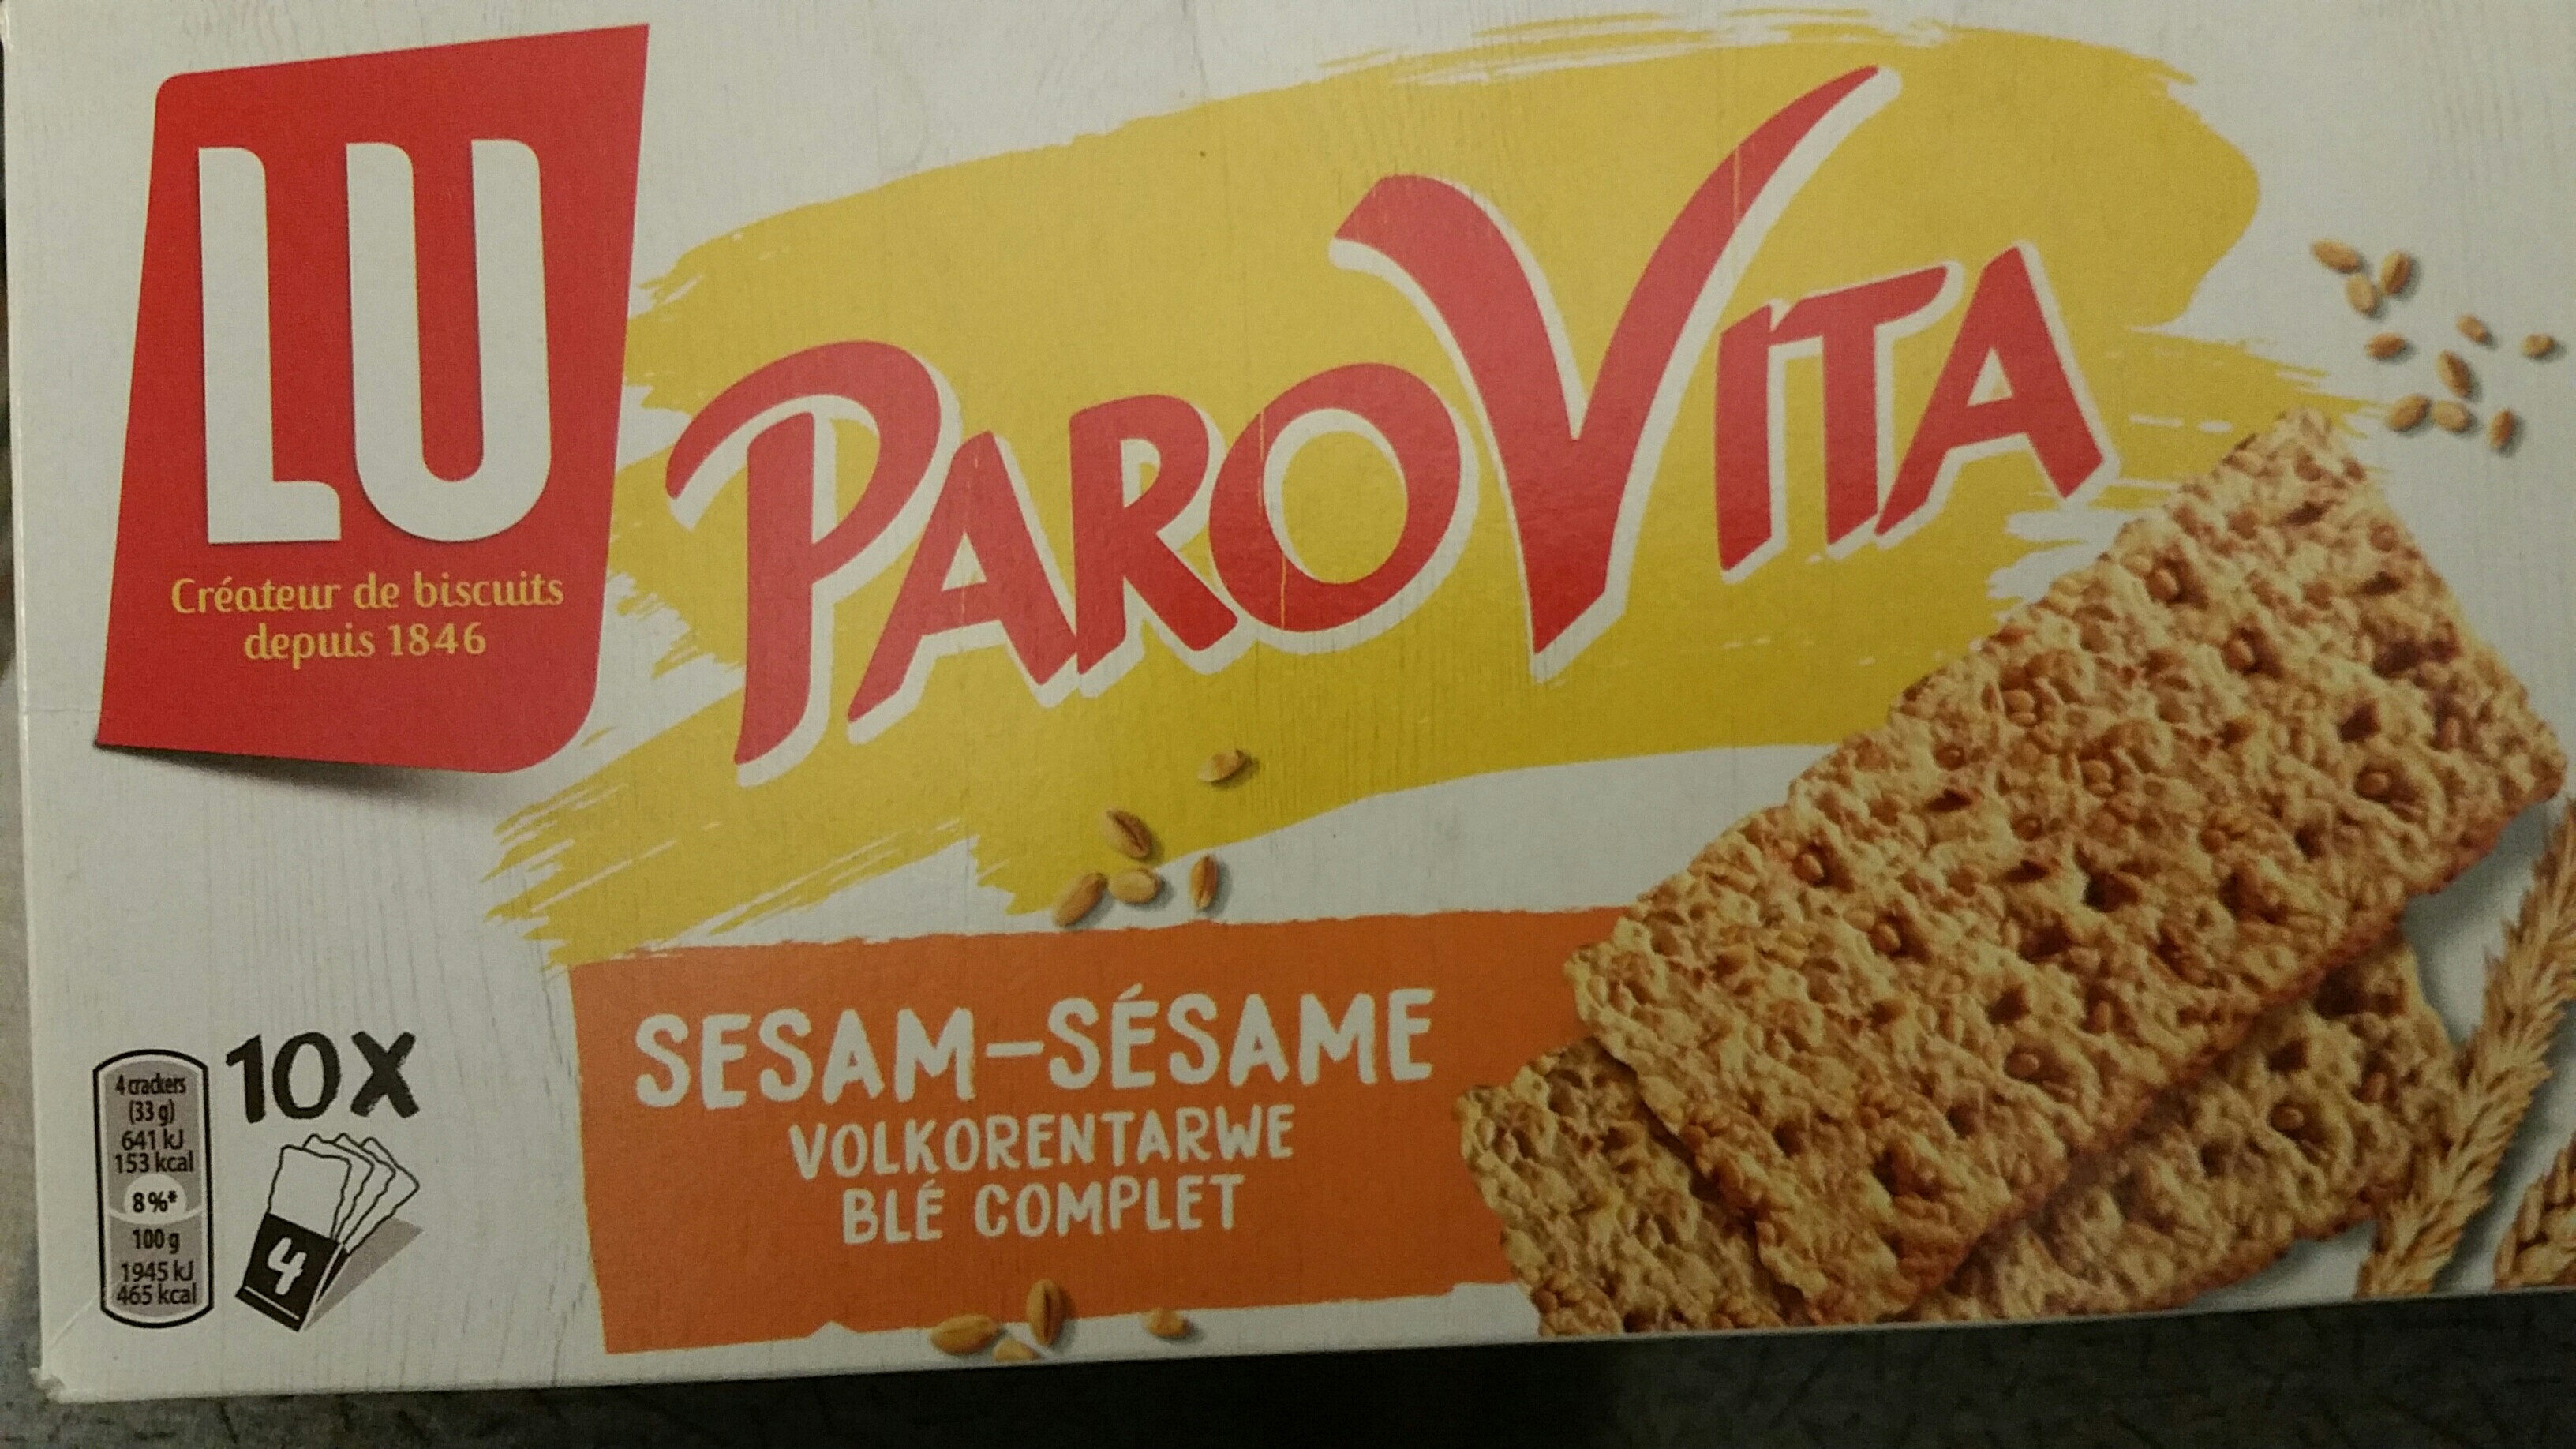 LU
Créateur de biscuits
depuis 1846
PAROVITA
SESAM-SÉSAME
VOLKORENTARWE
BLÉ COMPLET
10X
4
4 crackers
(33 g)
641 kJ
153 kcal
8%*
100 g
1945 kJ
465 kcal